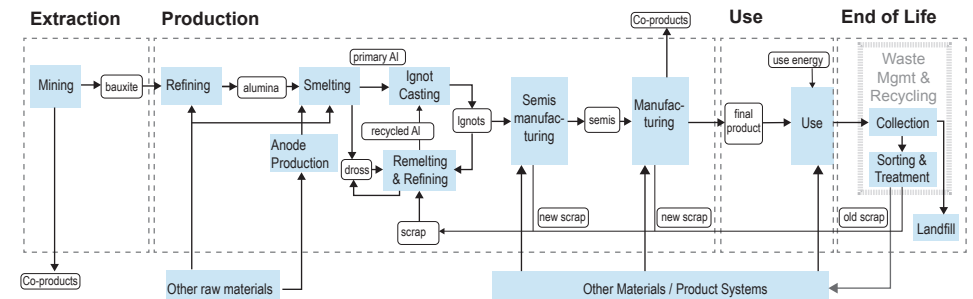 Extraction
Production
Use
End of Life
Co-products
primary Al
use energy
Waste
Mgmt &
Recycling
Mining
bauxite
Refining
alumina
Smelting
Ignot
Casting
Ignots
Semis
manufac-
turing
semis
Manufac-
turing
final
product
Use
Collection
recycled Al
Anode
Production
dross
Remelting
& Refining
Sorting &
Treatment
new scrap
new scrap
old scrap
scrap
Landfill
Co-products
Other raw materials
Other Materials / Product Systems